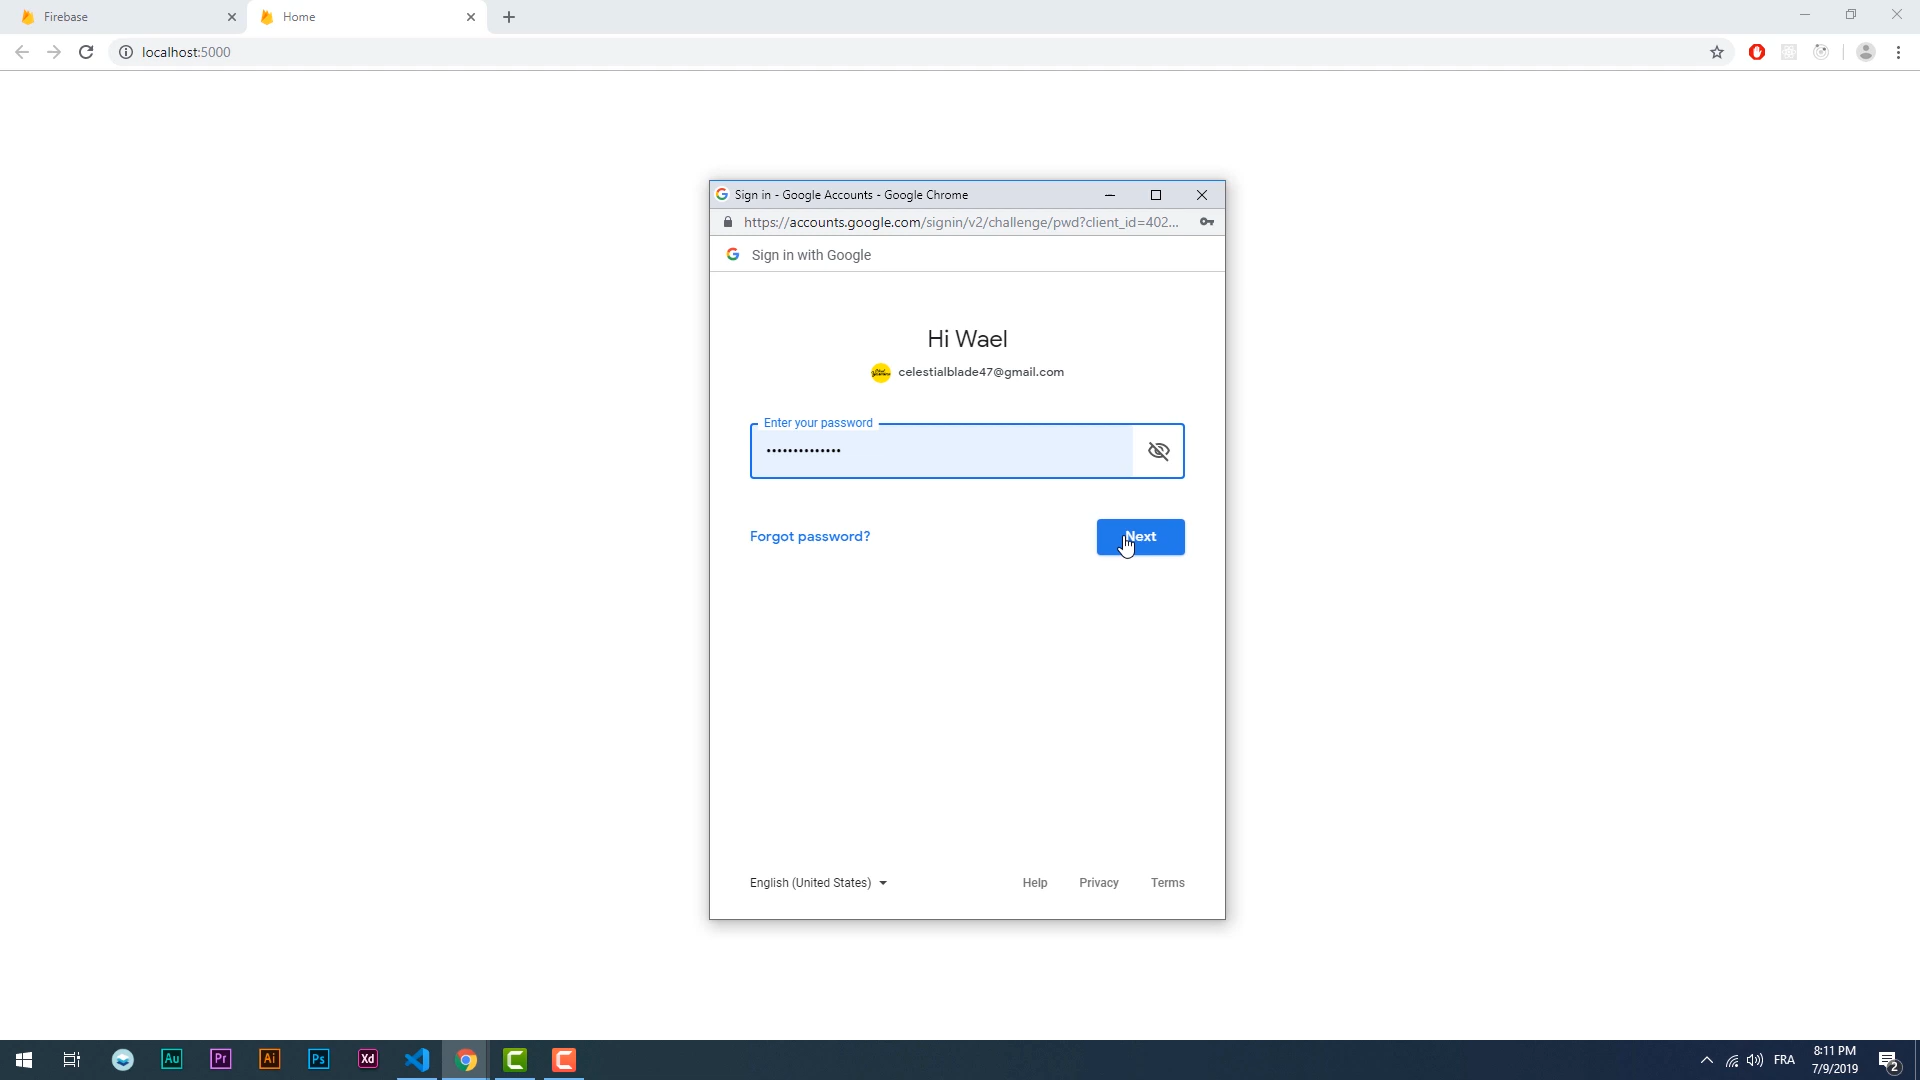 Firebase
Home
localhost:5000
Sign in - Google Accounts - Google Chrome
https://accounts.google.com/signin/v2/challenge/pwd?client_id=402...
Sign in with Google
Hi Wael
celestialblade47@gmail.com
Enter your password
••••••••••••••
Forgot password?
Next
English (United States)
Help
Privacy
Terms
Au
Pr
Ai
Ps
Xd
FRA
8:11 PM
7/9/2019
2